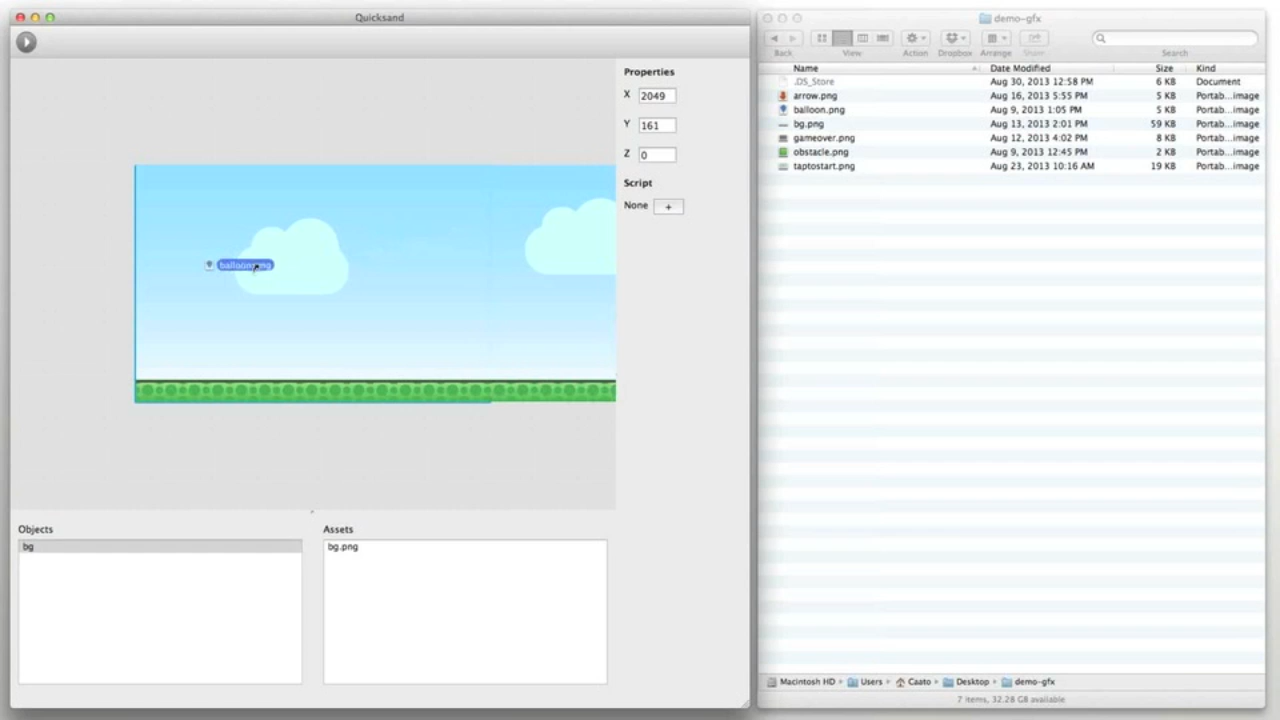 Quicksand
Properties
X 2049
Y 161
Z 0
Script
None +
Objects
bg
Assets
bg.png
demo-gfx
Back View Action Dropbox Arrange Share Search
Name Date Modified Size Kind
.DS_Store Aug 30, 2013 12:58 PM 6 KB Document
arrow.png Aug 16, 2013 5:55 PM 5 KB Portab...image
balloon.png Aug 9, 2013 1:05 PM 5 KB Portab...image
bg.png Aug 13, 2013 2:01 PM 59 KB Portab...image
gameover.png Aug 12, 2013 4:02 PM 8 KB Portab...image
obstacle.png Aug 9, 2013 12:45 PM 2 KB Portab...image
taptostart.png Aug 23, 2013 10:16 AM 19 KB Portab...image
Macintosh HD Users Caato Desktop demo-gfx
7 items, 32.28 GB available